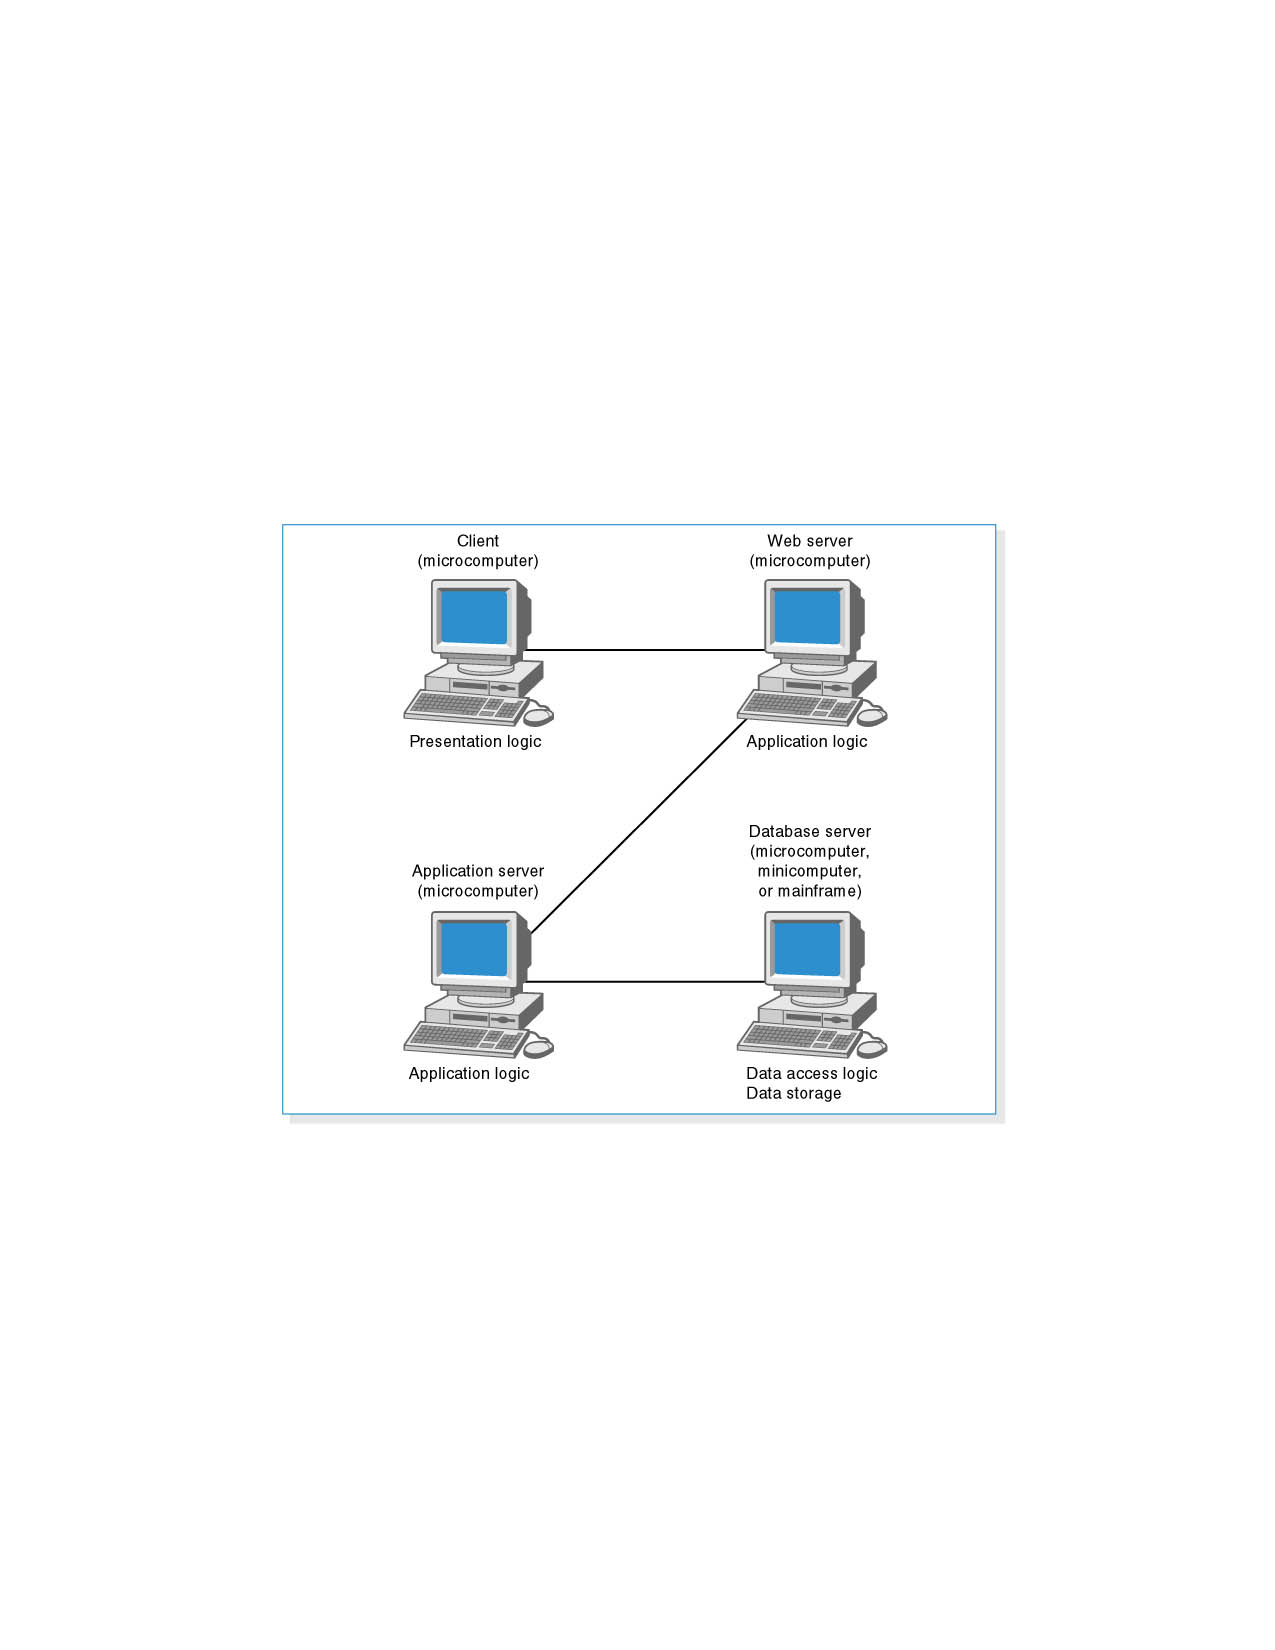 Client
(microcomputer)
Web server
(microcomputer)
Presentation logic
Application logic
Application server
(microcomputer)
Database server
(microcomputer,
minicomputer,
or mainframe)
Application logic
Data access logic
Data storage